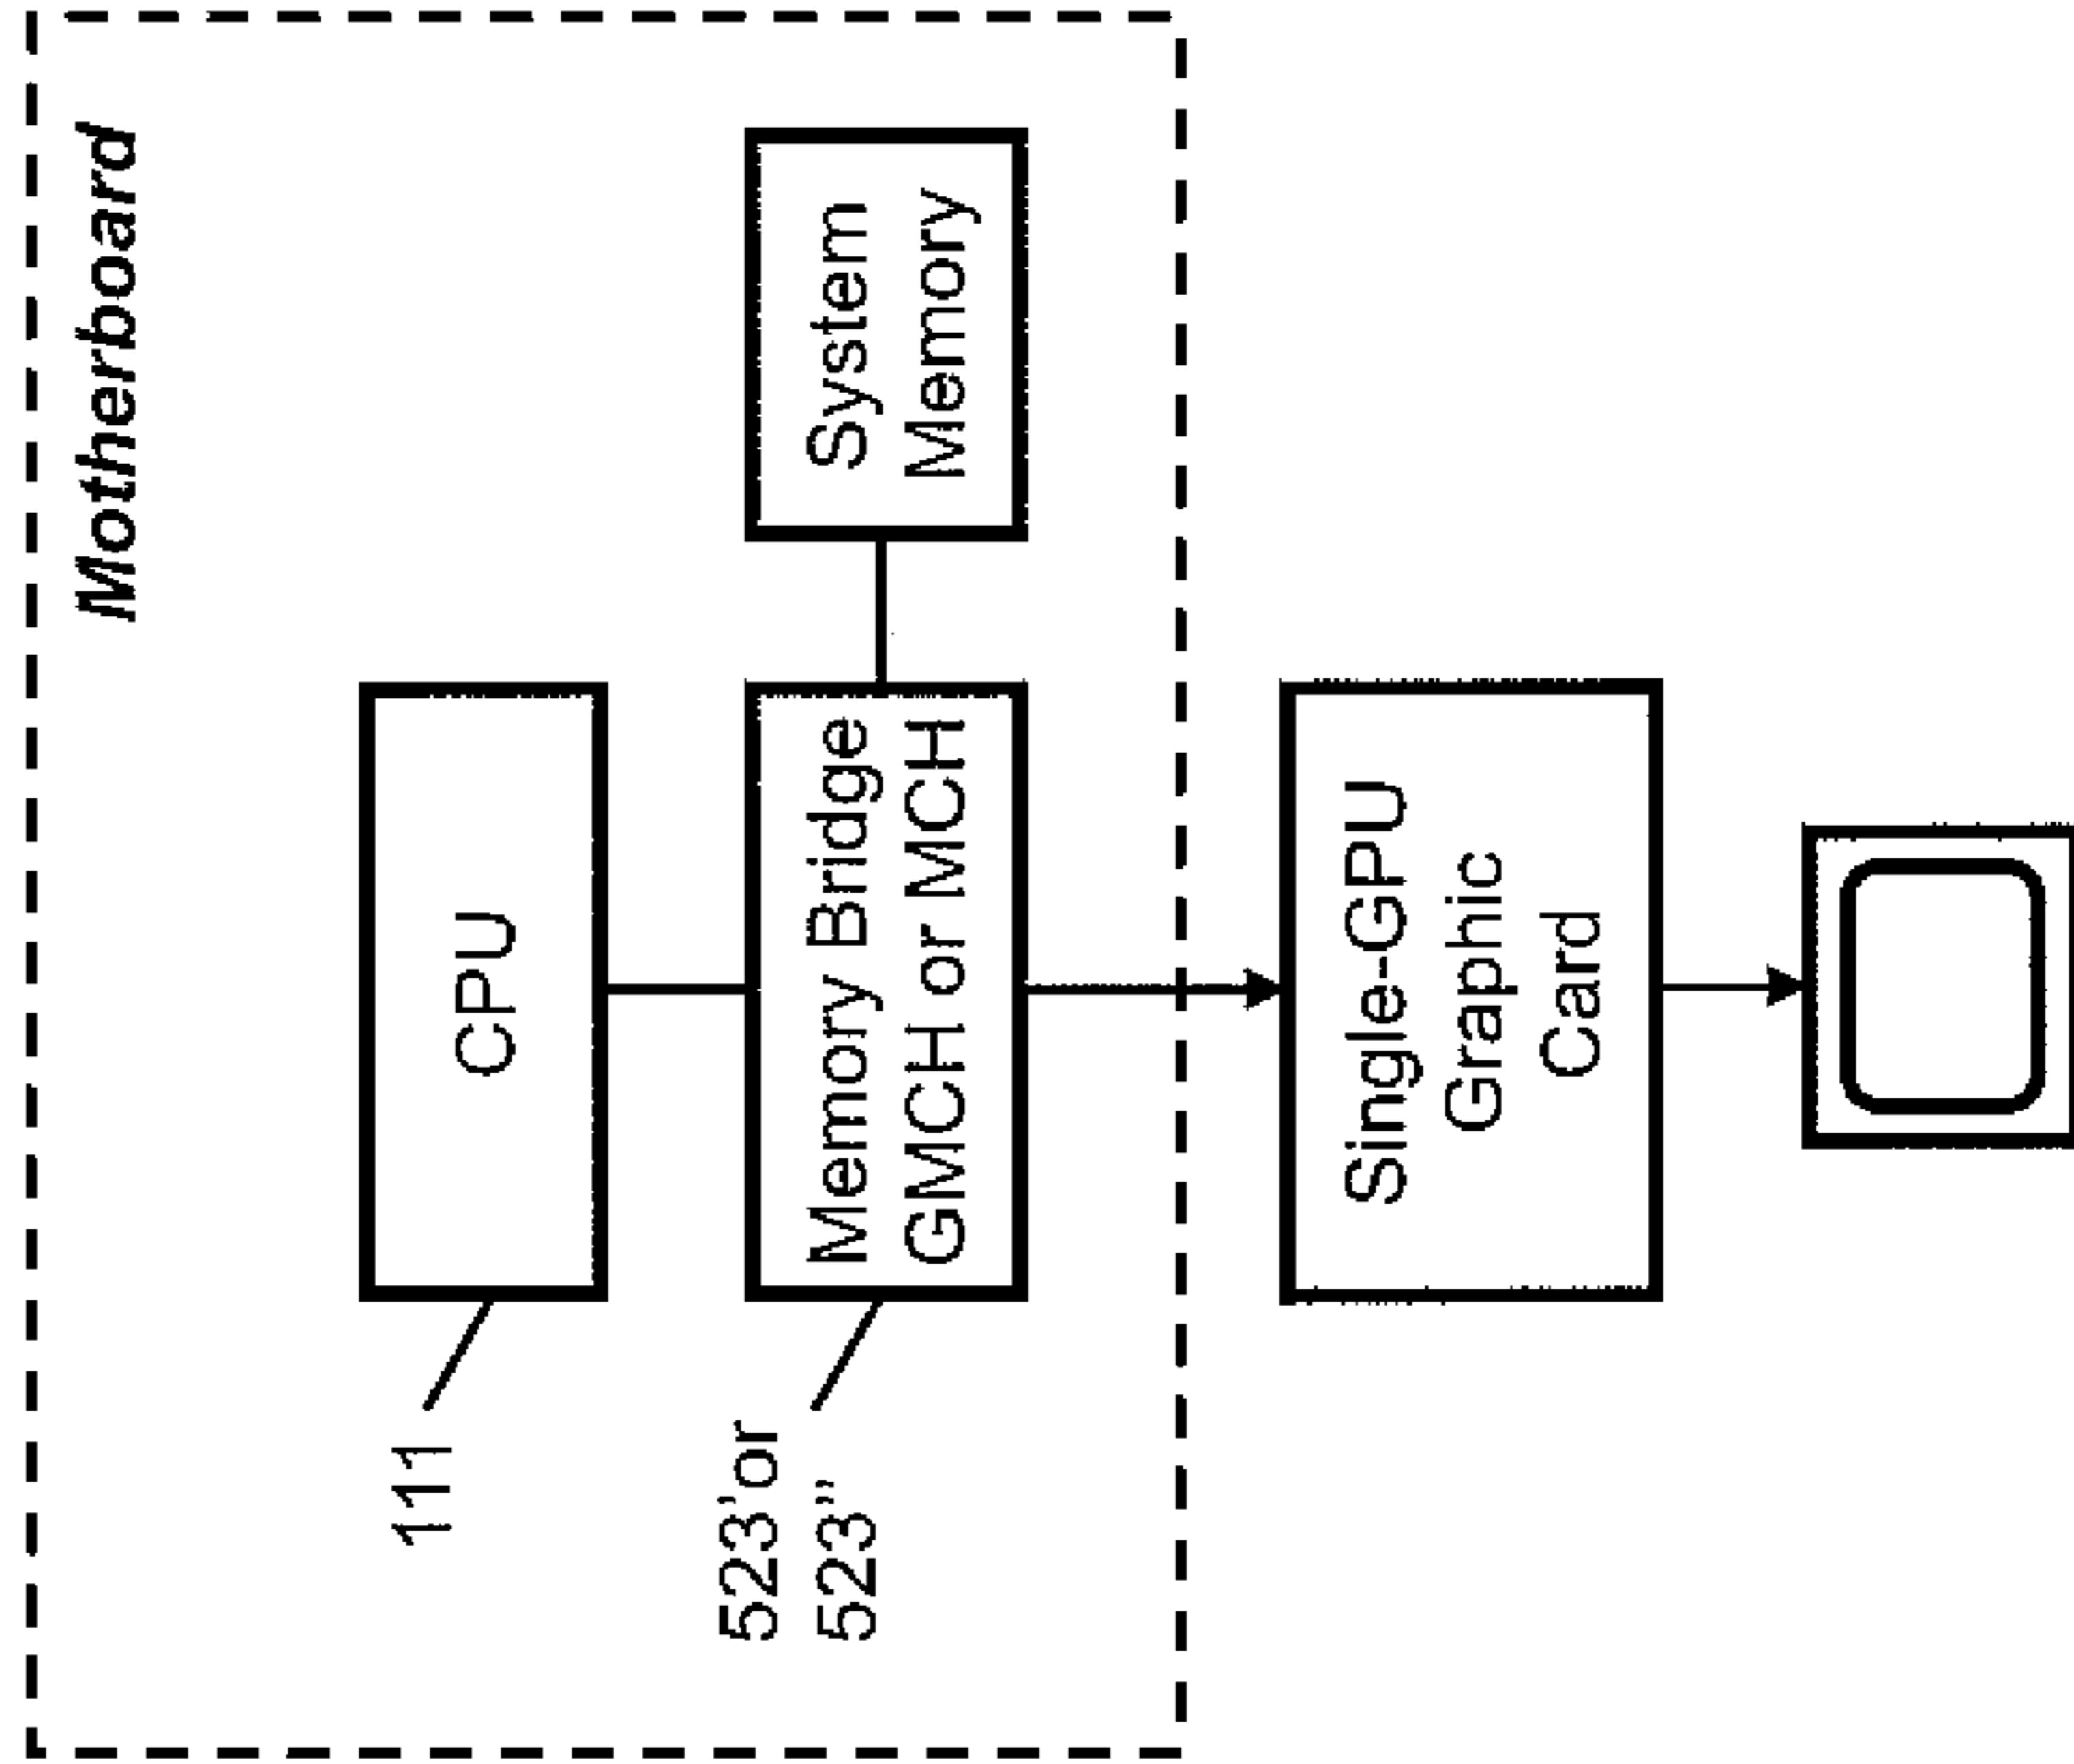 Motherboard
111
CPU
523' or
523"
Memory Bridge
GMCH or MCH
System
Memory
Single-GPU
Graphic
Card